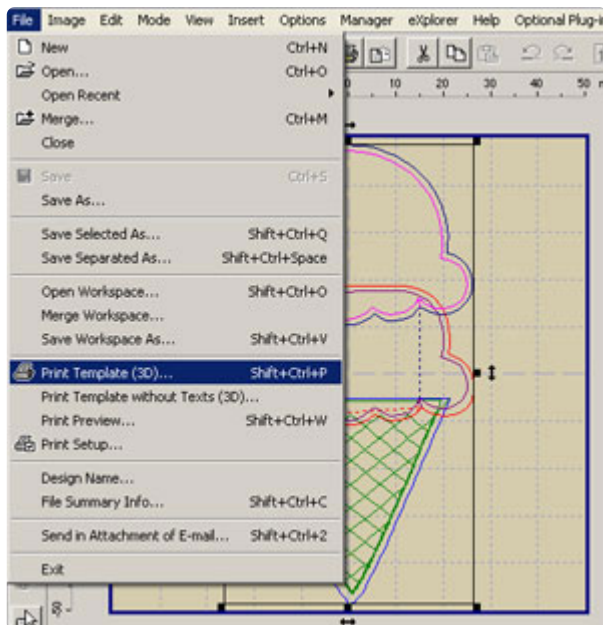 File Image Edit Mode View Insert Options Manager eXplorer Help Optional Plug-i
New Ctrl+N
Open... Ctrl+O
Open Recent
Merge... Ctrl+M
Close
Save Ctrl+S
Save As...
Save Selected As... Shift+Ctrl+Q
Save Separated As... Shift+Ctrl+Space
Open Workspace... Shift+Ctrl+O
Merge Workspace...
Save Workspace As... Shift+Ctrl+V
Print Template (3D)... Shift+Ctrl+P
Print Template without Texts (3D)...
Print Preview... Shift+Ctrl+W
Print Setup...
Design Name...
File Summary Info... Shift+Ctrl+C
Send in Attachment of E-mail... Shift+Ctrl+2
Exit
0 10 20 30 40 50